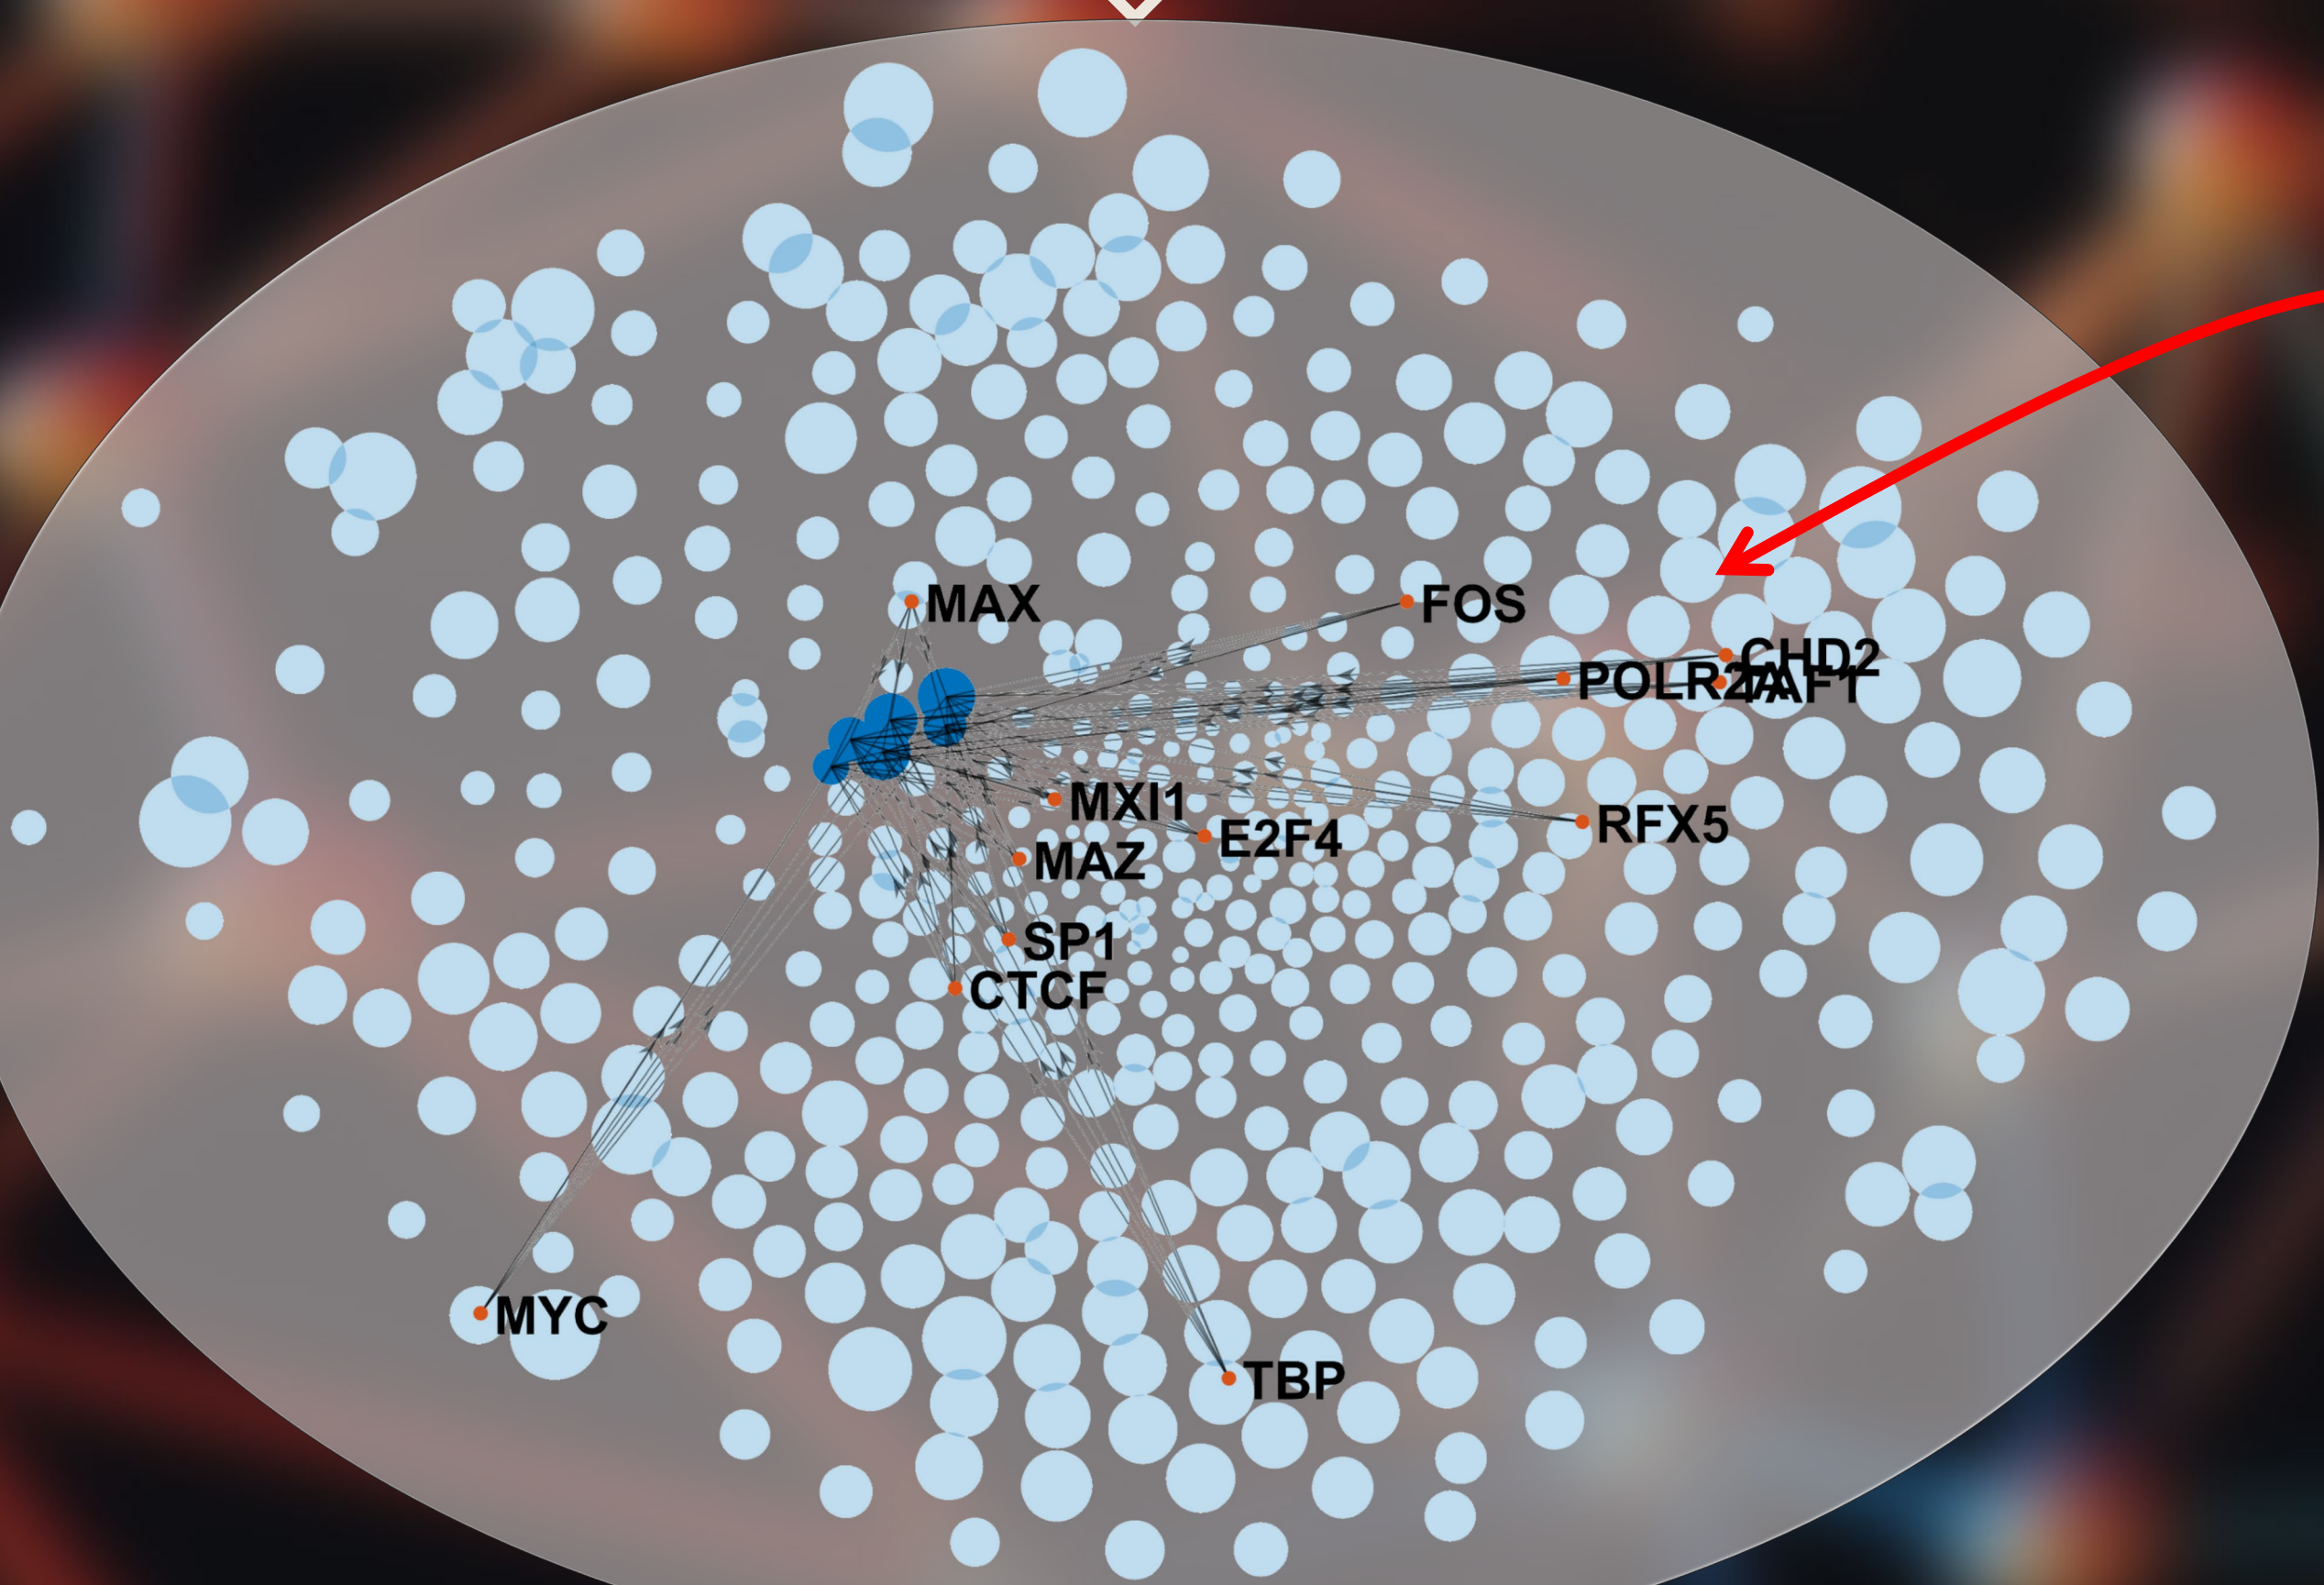 MAX
FOS
CHD2
POLR2A
TAF1
MXI1
RFX5
E2F4
MAZ
SP1
CTCF
MYC
TBP